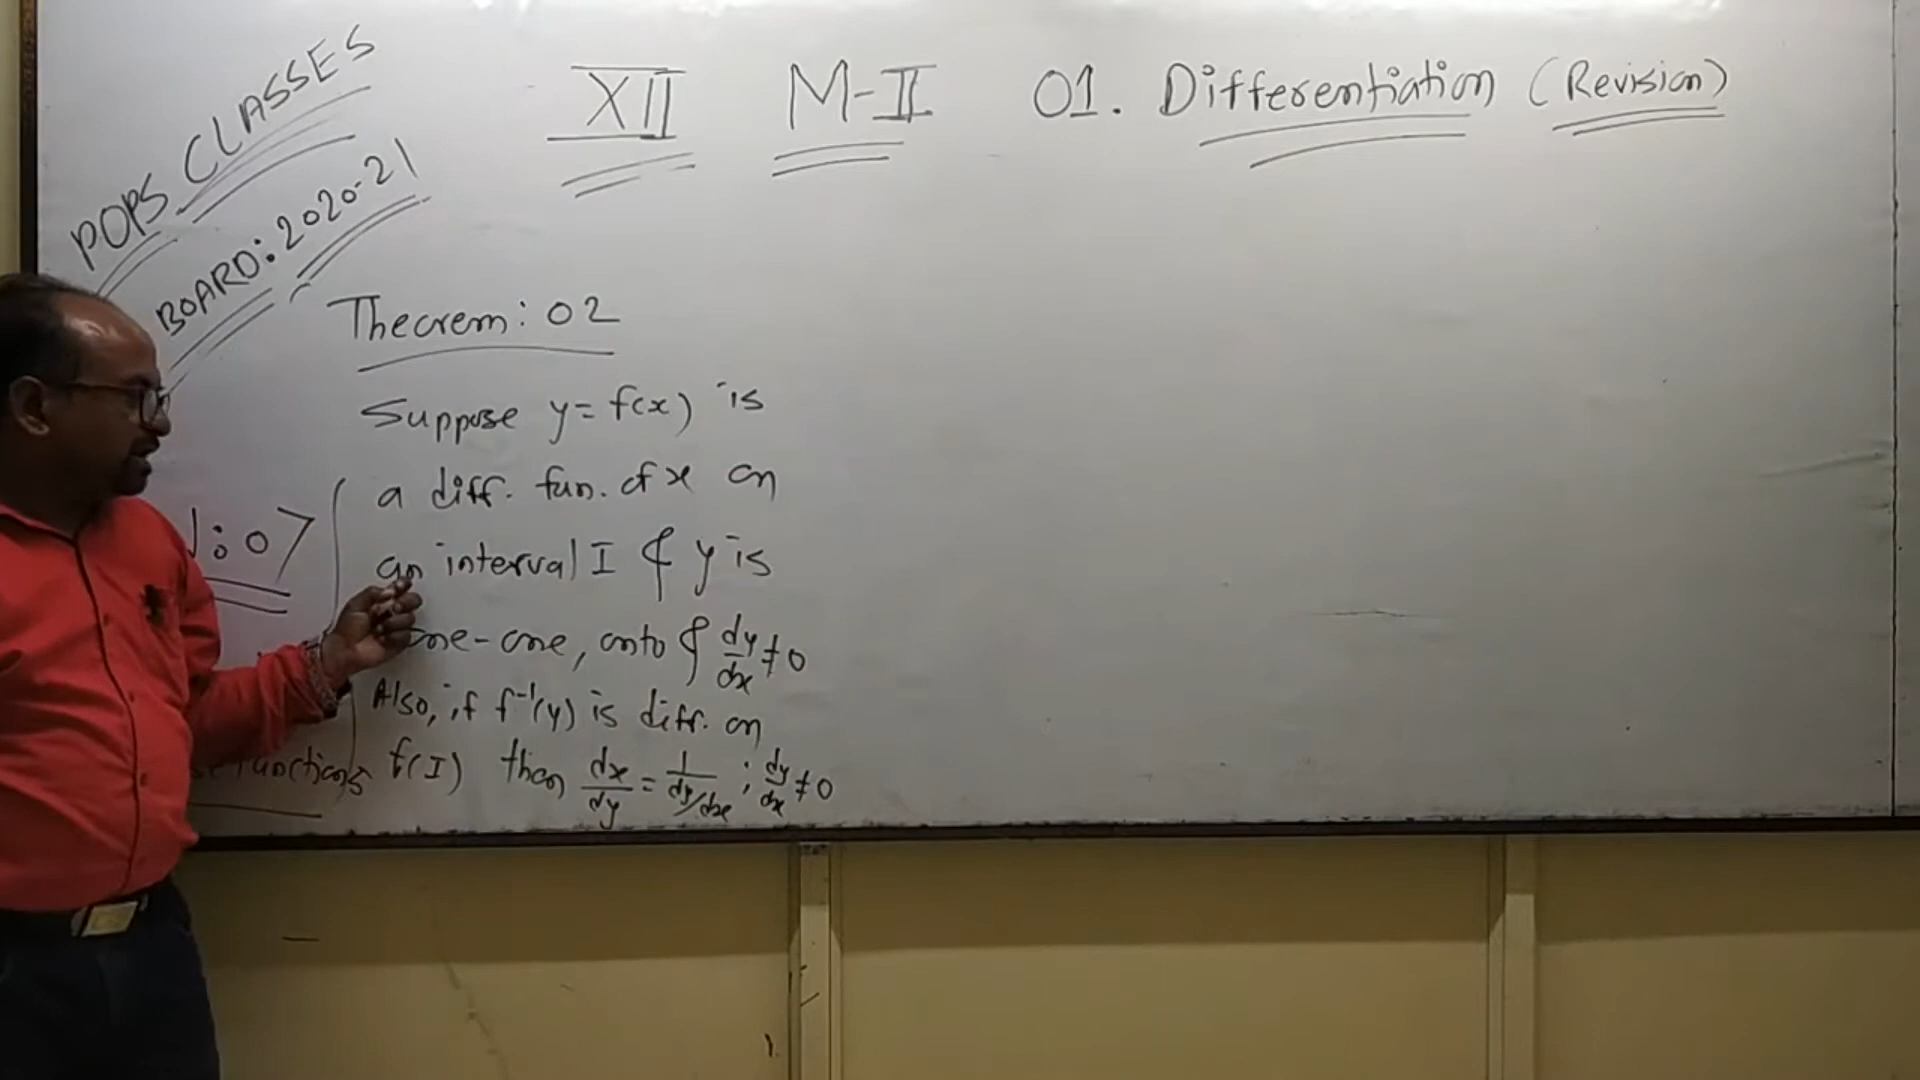 POPS CLASSES
BOARD: 2020-21
XII M-II 01. Differentiation (Revision)
Theorem: 02
Suppose y = f(x) is
a diff. fun. of x on
an interval I & y is
one-one, onto & dy/dx ≠ 0
Also, if f⁻¹(y) is diff. on
f(I) then dx/dy = 1/(dy/dx) ; dy/dx ≠ 0
: 07
functions